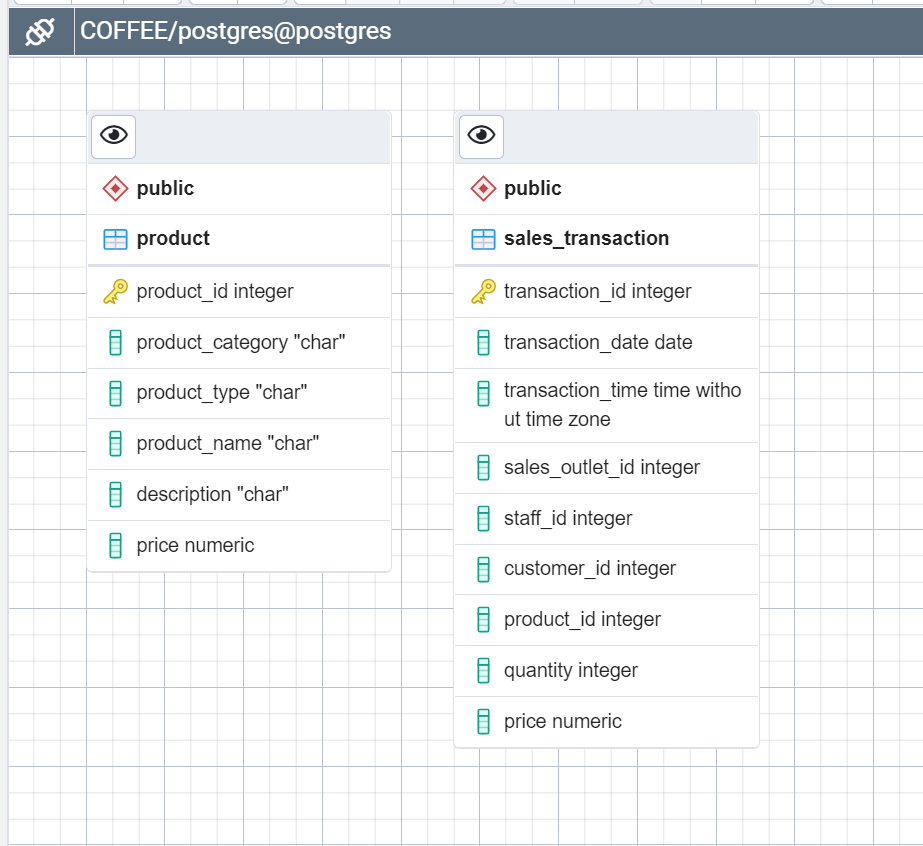 COFFEE/postgres@postgres
public
product
product_id integer
product_category "char"
product_type "char"
product_name "char"
description "char"
price numeric
public
sales_transaction
transaction_id integer
transaction_date date
transaction_time time witho
ut time zone
sales_outlet_id integer
staff_id integer
customer_id integer
product_id integer
quantity integer
price numeric